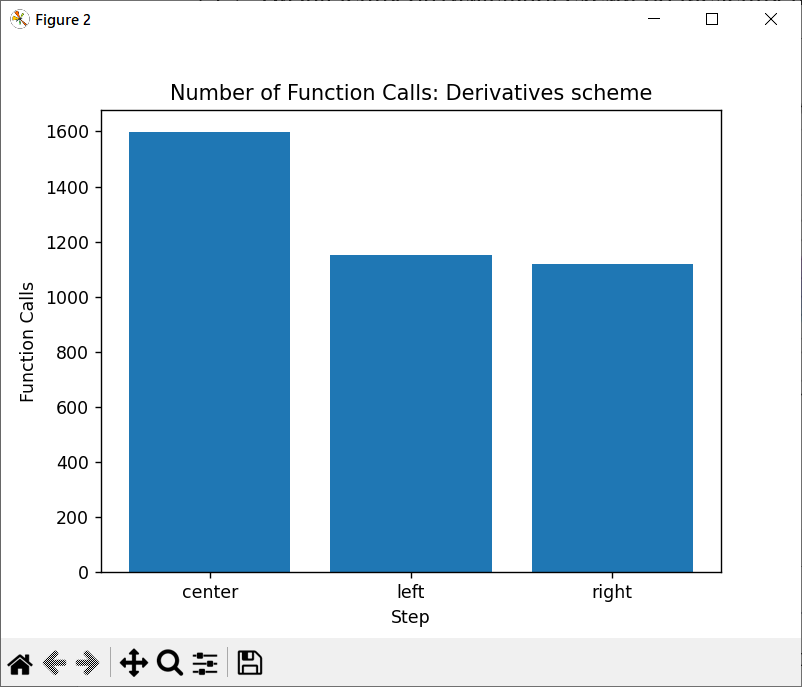 Figure 2
Number of Function Calls: Derivatives scheme
1600
1400
1200
1000
800
600
400
200
0
Function Calls
center left right
Step